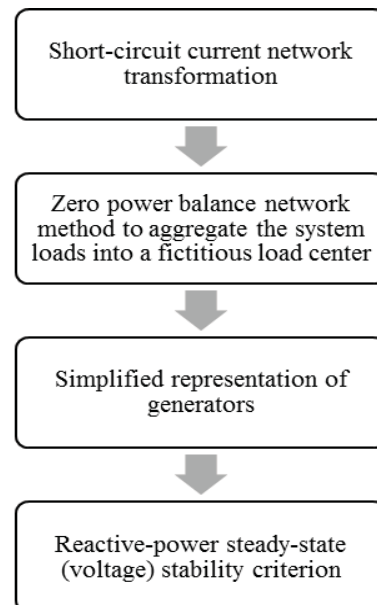 Short-circuit current network
transformation
Zero power balance network
method to aggregate the system
loads into a fictitious load center
Simplified representation of
generators
Reactive-power steady-state
(voltage) stability criterion